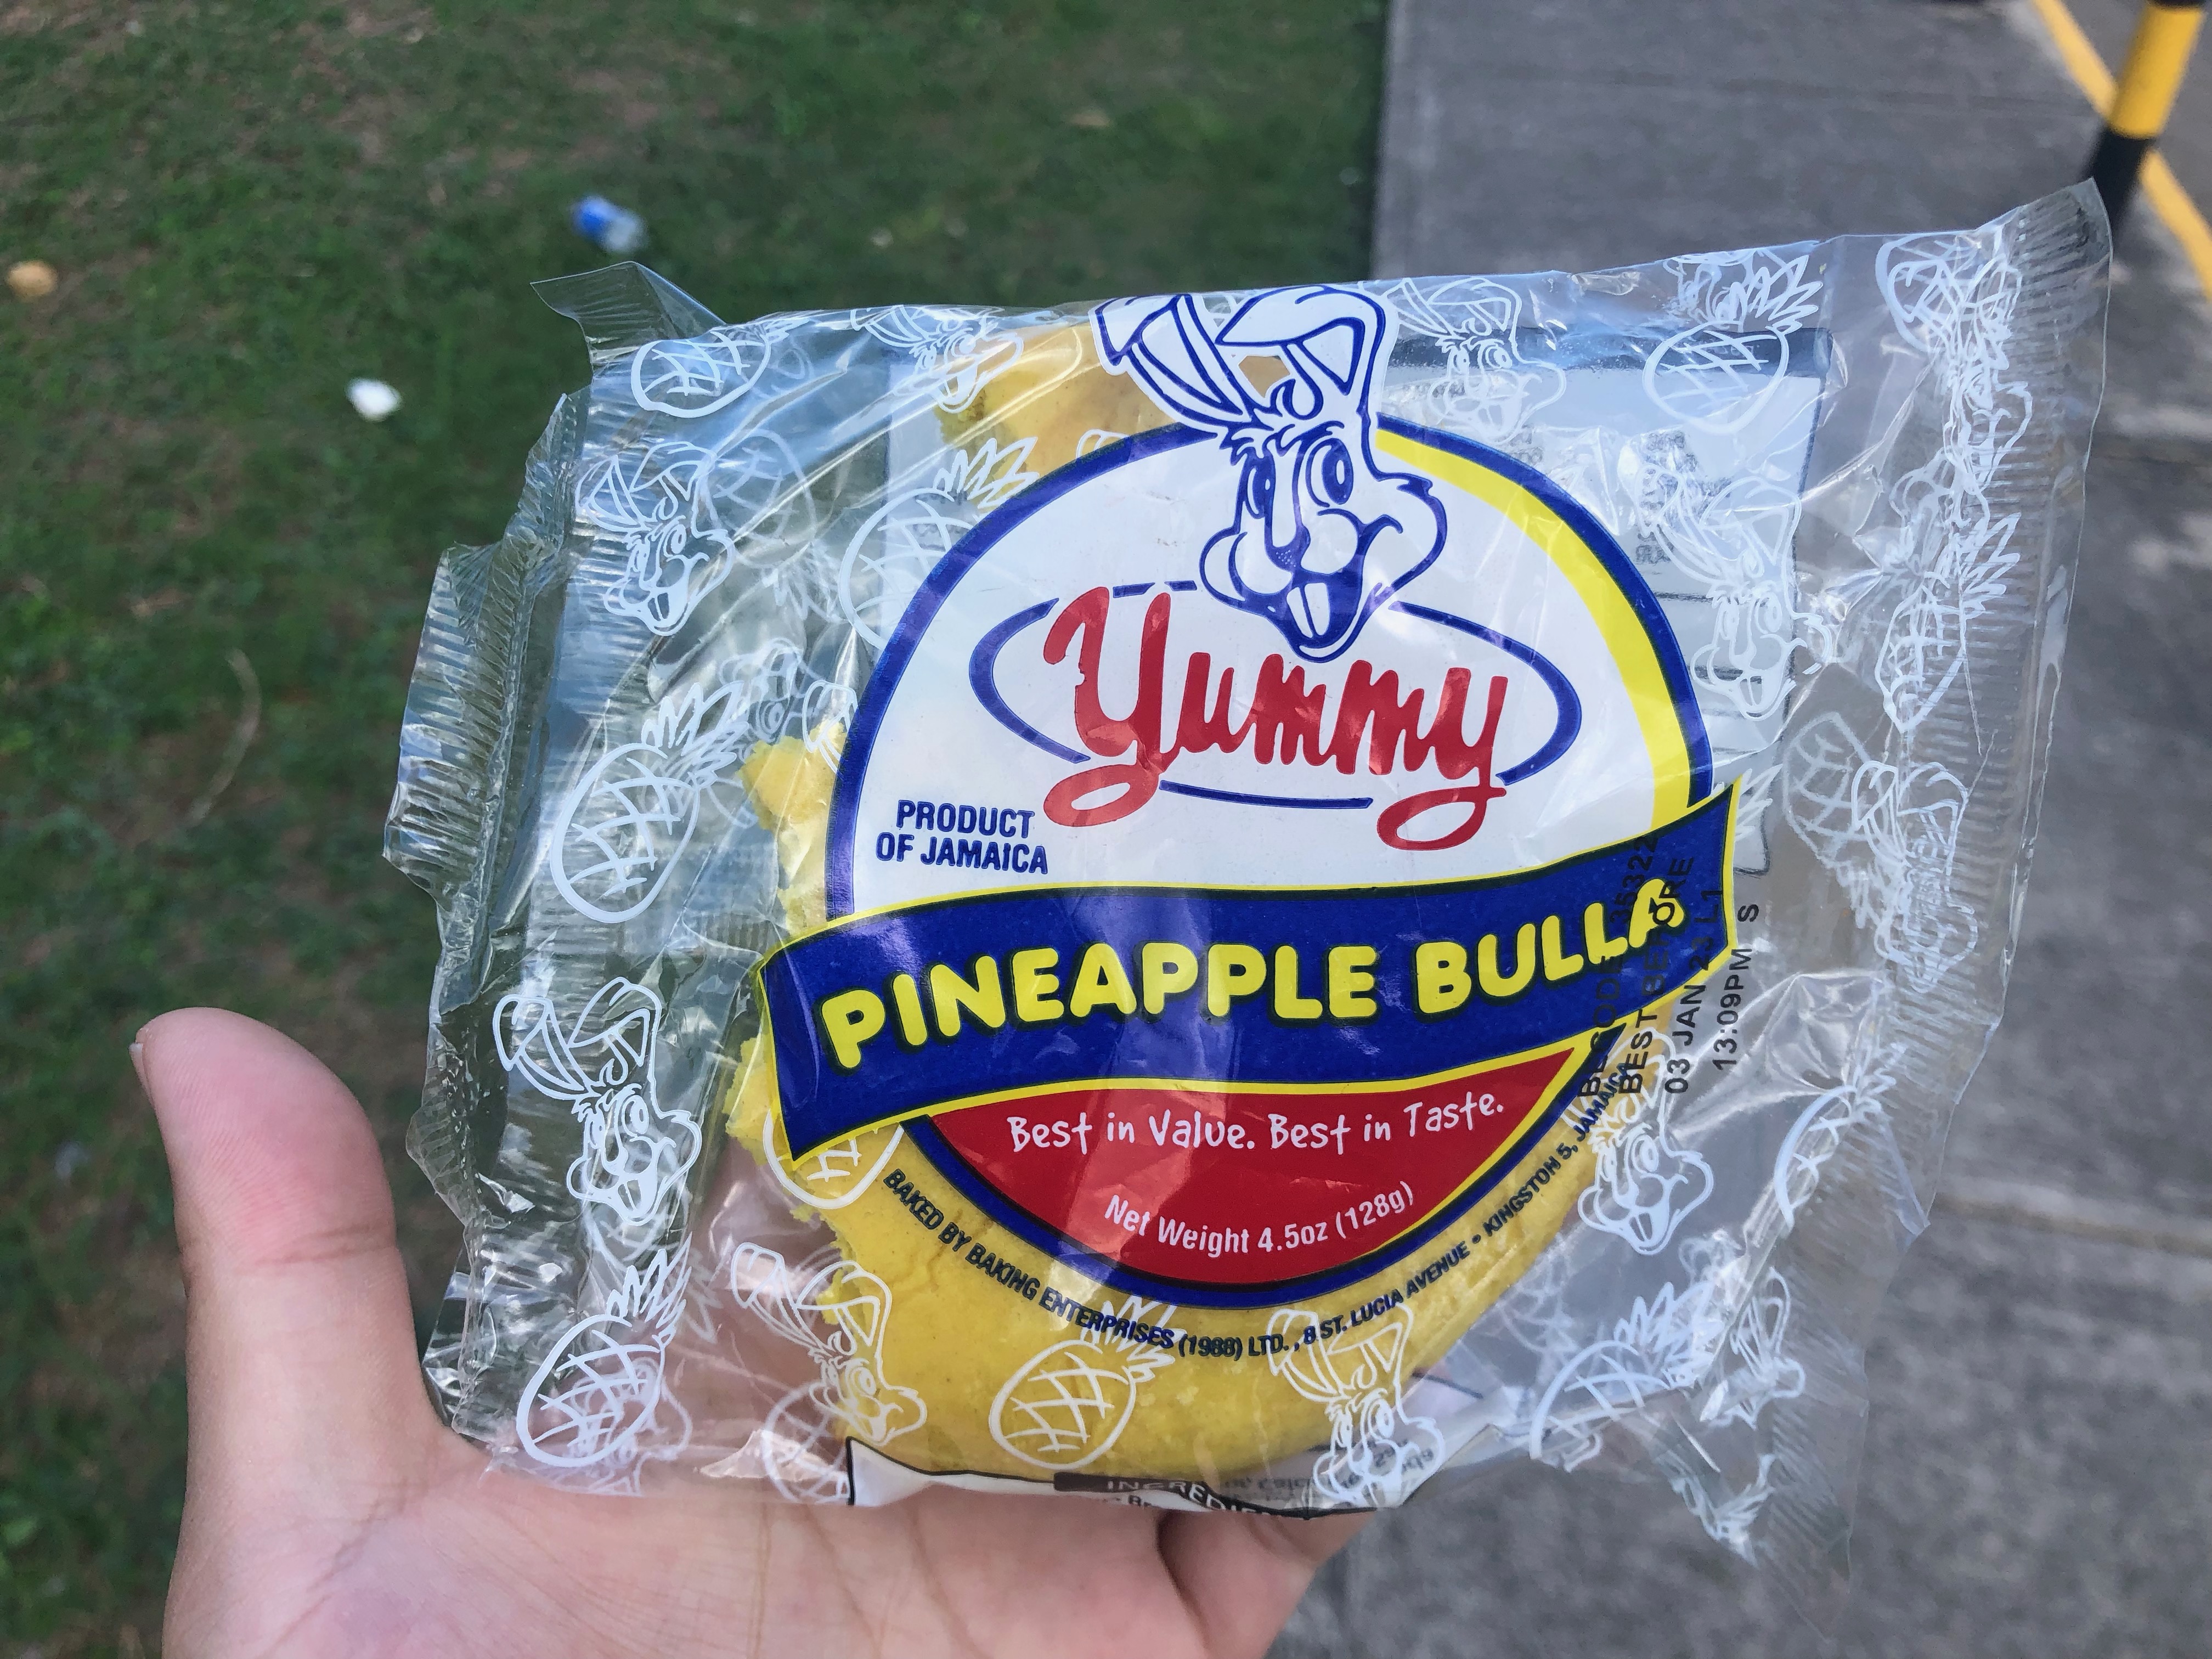 Yummy
PRODUCT
OF JAMAICA
PINEAPPLE BULLA
Best in Value. Best in Taste.
Net Weight 4.5oz (128g)
BAKED BY BAKING ENTERPRISES (1988) LTD., 8 ST. LUCIA AVENUE • KINGSTON 5, JAMAICA
BEST BEFORE
03 JAN 23 L1
13:09PM S